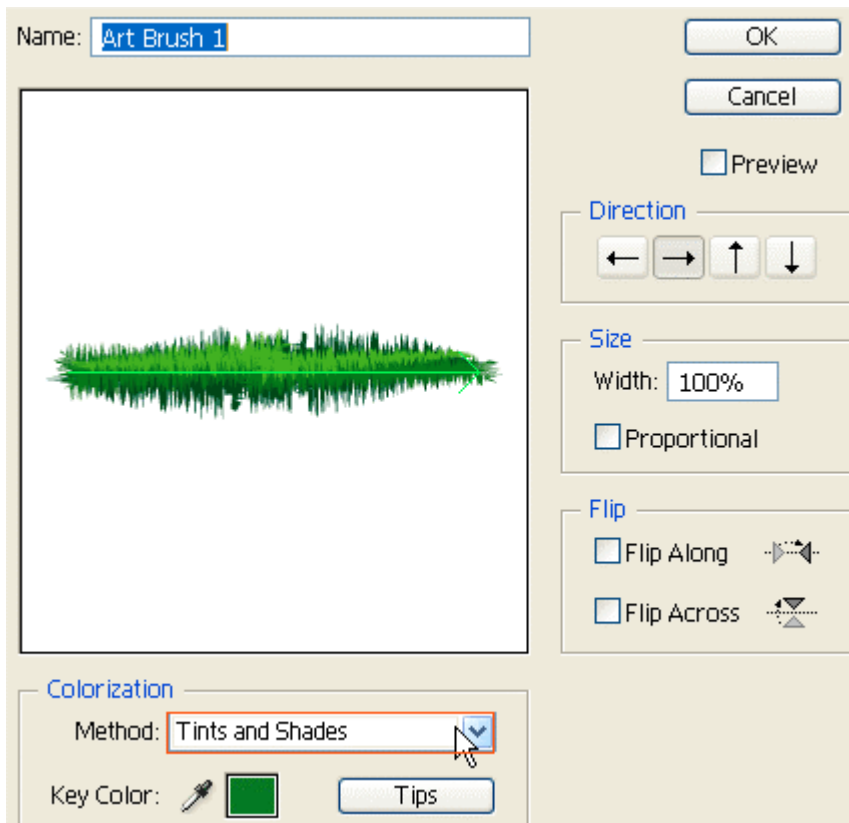 Name: Art Brush 1
OK
Cancel
Preview
Direction
Size
Width: 100%
Proportional
Flip
Flip Along
Flip Across
Colorization
Method: Tints and Shades
Key Color:
Tips